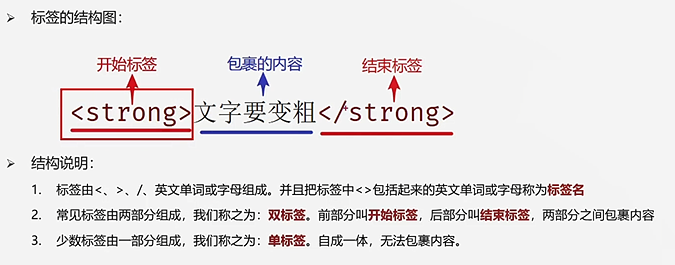 标签的结构图：
开始标签 包裹的内容 结束标签
<strong>文字要变粗</strong>
结构说明：
1. 标签由<、>、/、英文单词或字母组成。并且把标签中<>包括起来的英文单词或字母称为标签名
2. 常见标签由两部分组成，我们称之为：双标签。前部分叫开始标签，后部分叫结束标签，两部分之间包裹内容
3. 少数标签由一部分组成，我们称之为：单标签。自成一体，无法包裹内容。